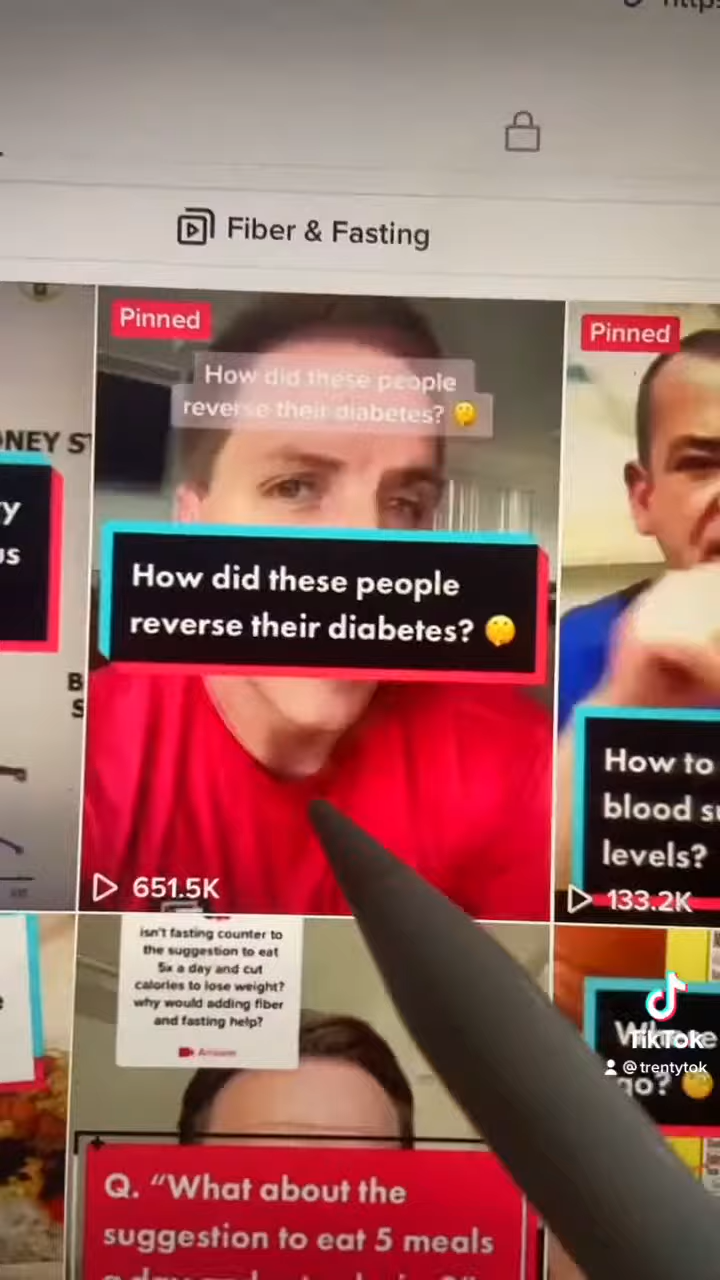 Fiber & Fasting
Pinned
Pinned
How did these people
reverse their diabetes? 🤔
How did these people
reverse their diabetes? 🤔
651.5K
How to
blood su
levels?
133.2K
isn't fasting counter to
the suggestion to eat
5x a day and cut
calories to lose weight?
why would adding fiber
and fasting help?
Answer
Q. “What about the
suggestion to eat 5 meals
TikTok
@trentytok
go? 🤔